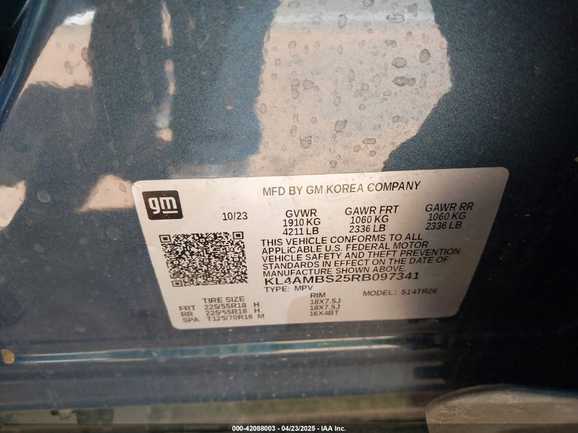 MFD BY GM KOREA COMPANY
gm
10/23
GVWR GAWR FRT GAWR RR
1910 KG 1060 KG 1060 KG
4211 LB 2336 LB 2336 LB
THIS VEHICLE CONFORMS TO ALL
APPLICABLE U.S. FEDERAL MOTOR
VEHICLE SAFETY AND THEFT PREVENTION
STANDARDS IN EFFECT ON THE DATE OF
MANUFACTURE SHOWN ABOVE.
KL4AMBS25RB097341
TYPE: MPV MODEL: 5147R26
TIRE SIZE RIM
FRT 225/55R18 H 18X7.5J
RR 225/55R18 H 18X7.5J
SPA T125/70R16 M 16X4BT
000-42088003 - 04/23/2025 - IAA Inc.